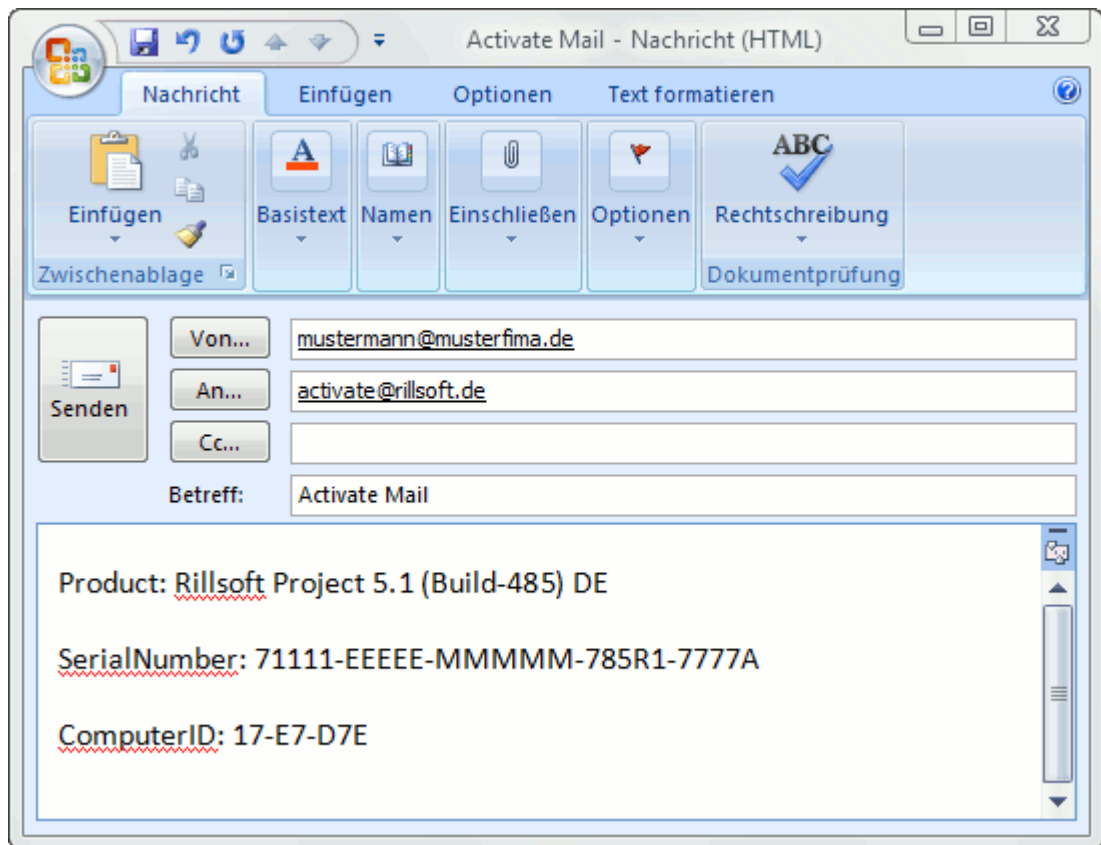 Activate Mail - Nachricht (HTML)
Nachricht Einfügen Optionen Text formatieren
ABC
Einfügen Basistext Namen Einschließen Optionen Rechtschreibung
Zwischenablage Dokumentprüfung
Von... mustermann@musterfima.de
An... activate@rillsoft.de
Senden
Cc...
Betreff: Activate Mail
Product: Rillsoft Project 5.1 (Build-485) DE
SerialNumber: 71111-EEEEE-MMMMM-785R1-7777A
ComputerID: 17-E7-D7E